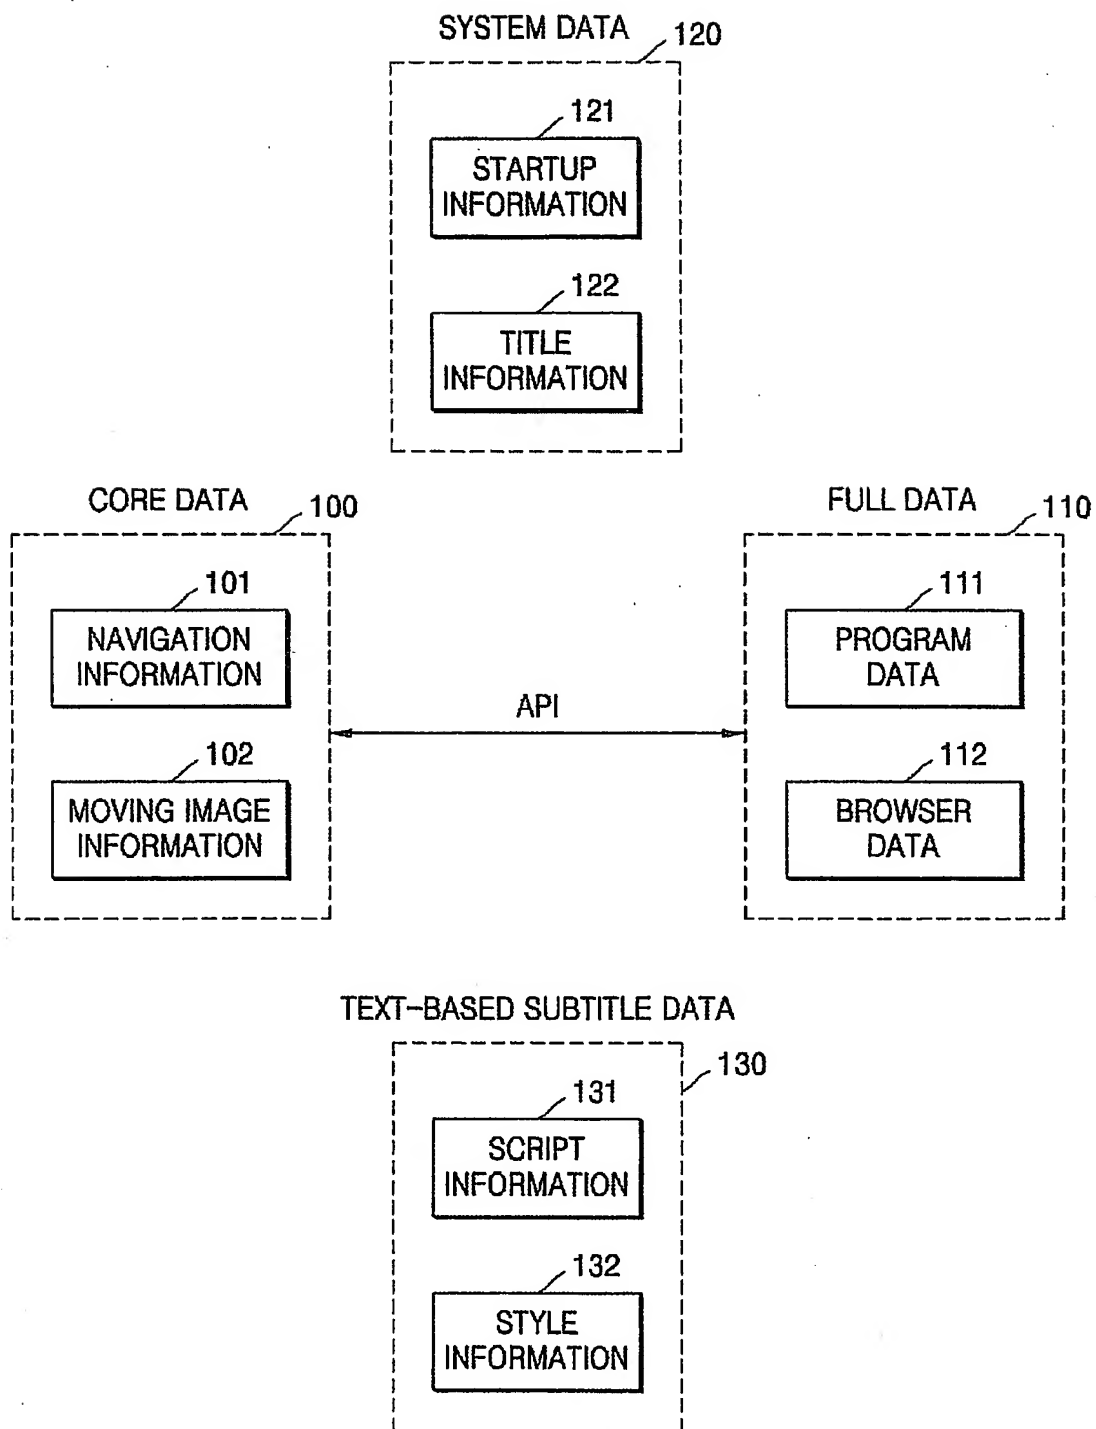 SYSTEM DATA
120
121
STARTUP
INFORMATION
122
TITLE
INFORMATION
CORE DATA
100
101
NAVIGATION
INFORMATION
102
MOVING IMAGE
INFORMATION
API
FULL DATA
110
111
PROGRAM
DATA
112
BROWSER
DATA
TEXT-BASED SUBTITLE DATA
130
131
SCRIPT
INFORMATION
132
STYLE
INFORMATION